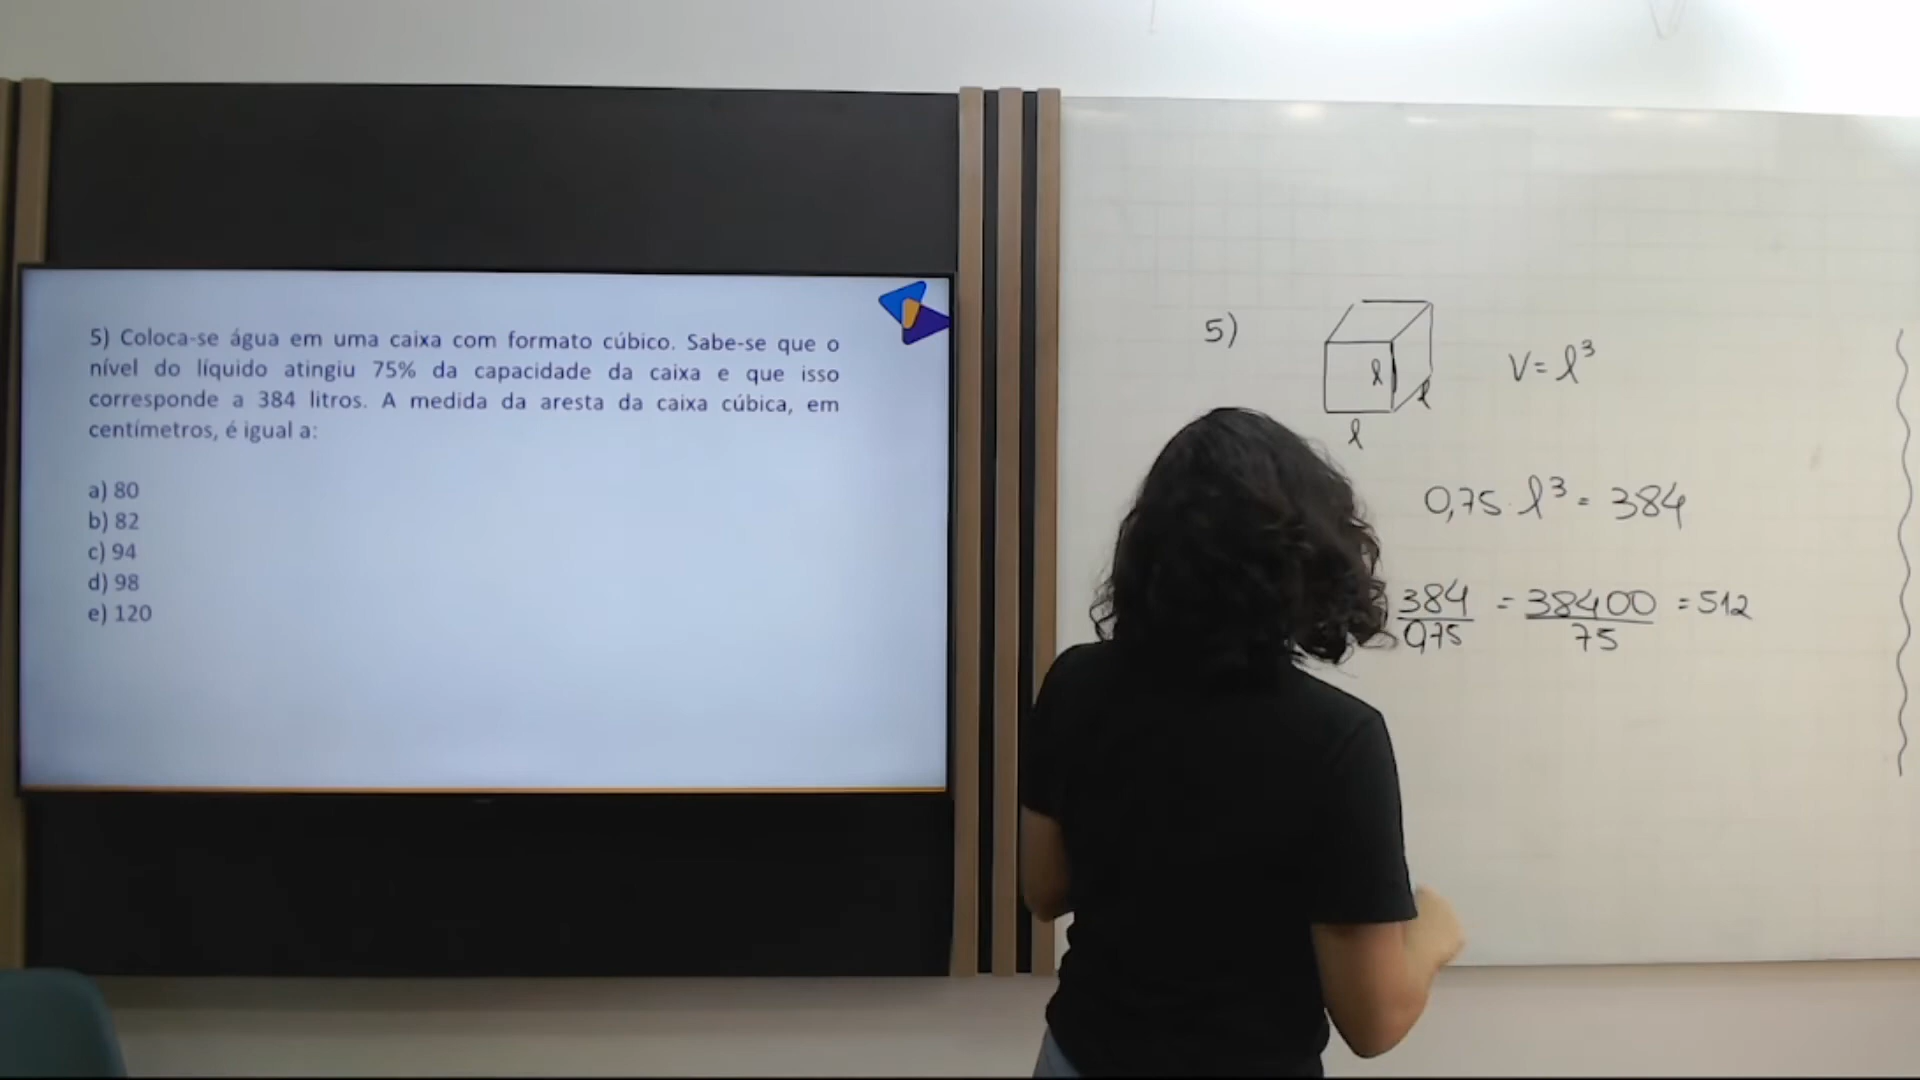 5) Coloca-se água em uma caixa com formato cúbico. Sabe-se que o
nível do líquido atingiu 75% da capacidade da caixa e que isso
corresponde a 384 litros. A medida da aresta da caixa cúbica, em
centímetros, é igual a:
a) 80
b) 82
c) 94
d) 98
e) 120
5)
l
l
l
V = l³
0,75 · l³ = 384
384/0,75 = 38400/75 = 512